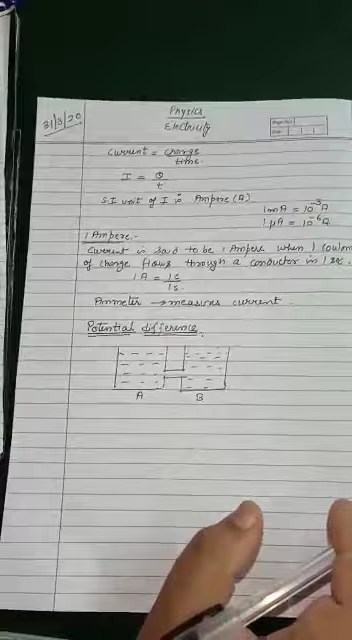 31/3/20
Physics
Electricity
Current = charge
time
I = Q
t
S.I unit of I is Ampere (A)
1mA = 10⁻³A
1μA = 10⁻⁶A
1 Ampere:-
Current is said to be 1 Ampere when 1 coulomb
of charge flows through a conductor in 1 sec.
1A = 1C
1s.
Ammeter → measures current.
Potential difference
A B